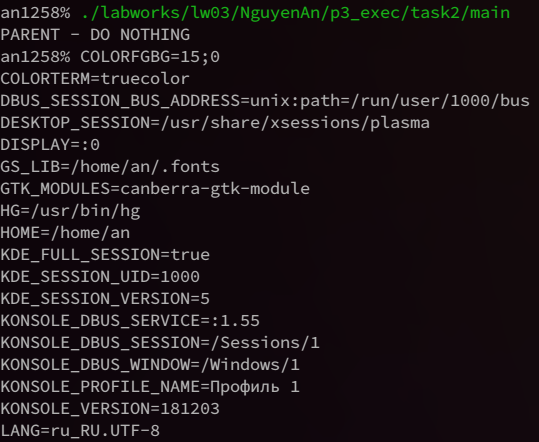 an1258% ./labworks/lw03/NguyenAn/p3_exec/task2/main
PARENT - DO NOTHING
an1258% COLORFGBG=15;0
COLORTERM=truecolor
DBUS_SESSION_BUS_ADDRESS=unix:path=/run/user/1000/bus
DESKTOP_SESSION=/usr/share/xsessions/plasma
DISPLAY=:0
GS_LIB=/home/an/.fonts
GTK_MODULES=canberra-gtk-module
HG=/usr/bin/hg
HOME=/home/an
KDE_FULL_SESSION=true
KDE_SESSION_UID=1000
KDE_SESSION_VERSION=5
KONSOLE_DBUS_SERVICE=:1.55
KONSOLE_DBUS_SESSION=/Sessions/1
KONSOLE_DBUS_WINDOW=/Windows/1
KONSOLE_PROFILE_NAME=Профиль 1
KONSOLE_VERSION=181203
LANG=ru_RU.UTF-8